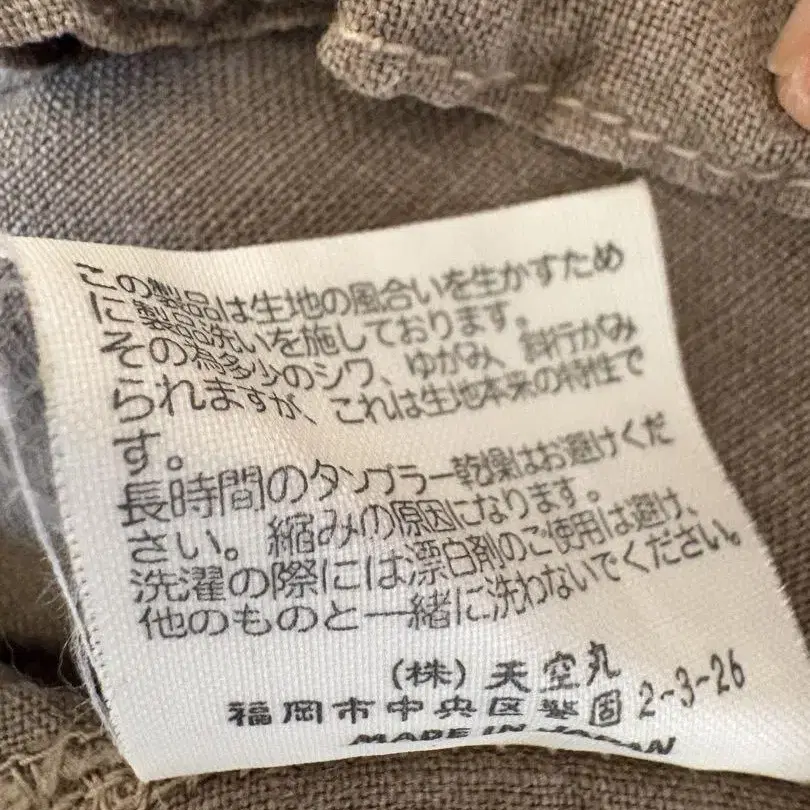 この製品は生地の風合いを生かすため
に製品洗いを施しております。
その為多少のシワ、ゆがみ、斜行がみ
られますが、これは生地本来の特性で
す。
長時間のタンブラー乾燥はお避けくだ
さい。縮みの原因になります。
洗濯の際には漂白剤のご使用は避け、
他のものと一緒に洗わないでください。
(株)天空丸
福岡市中央区警固2-3-26
MADE IN JAPAN